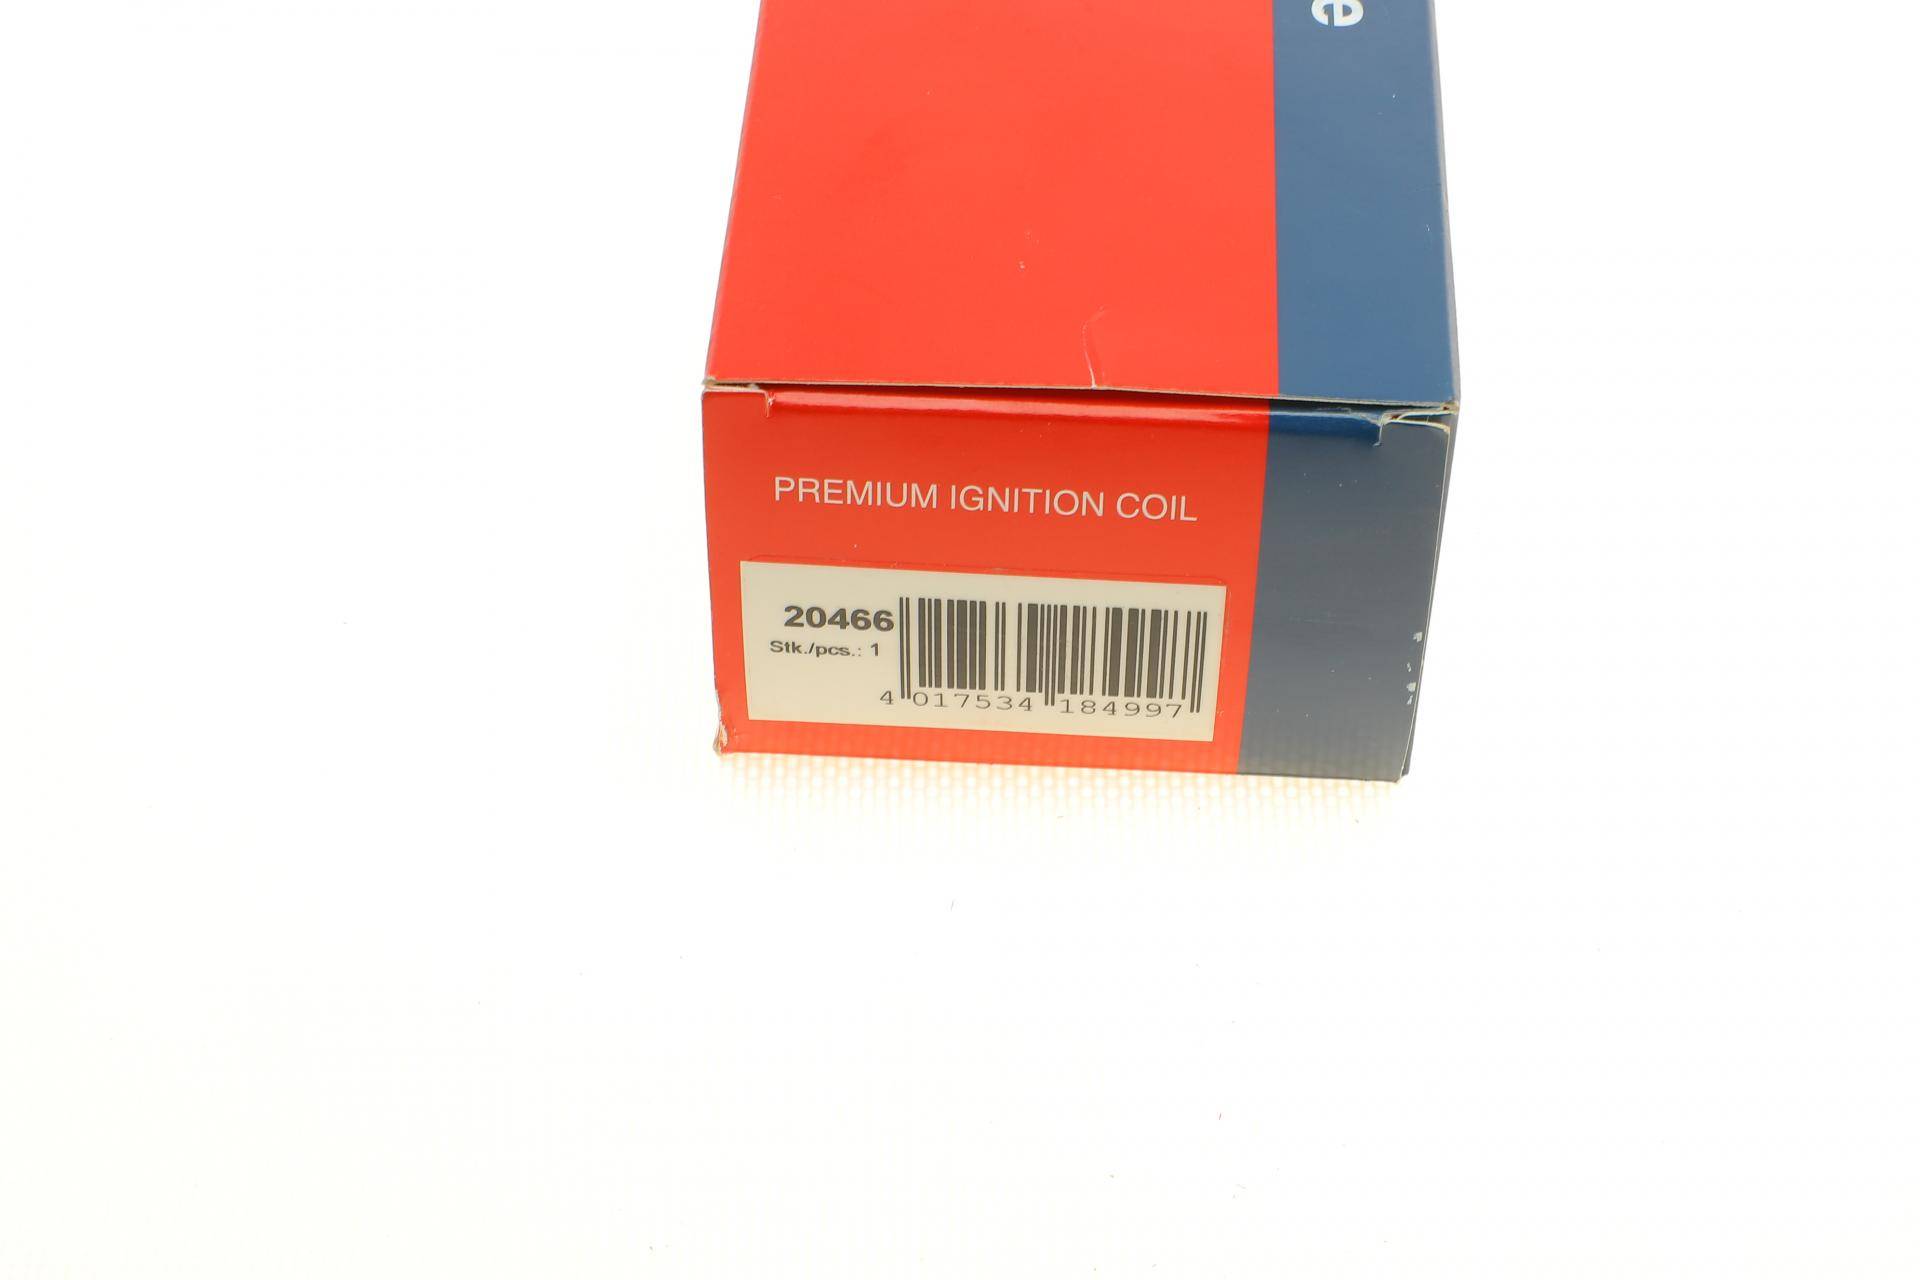 e
PREMIUM IGNITION COIL
20466
Stk./pcs.: 1
4 017534 184997